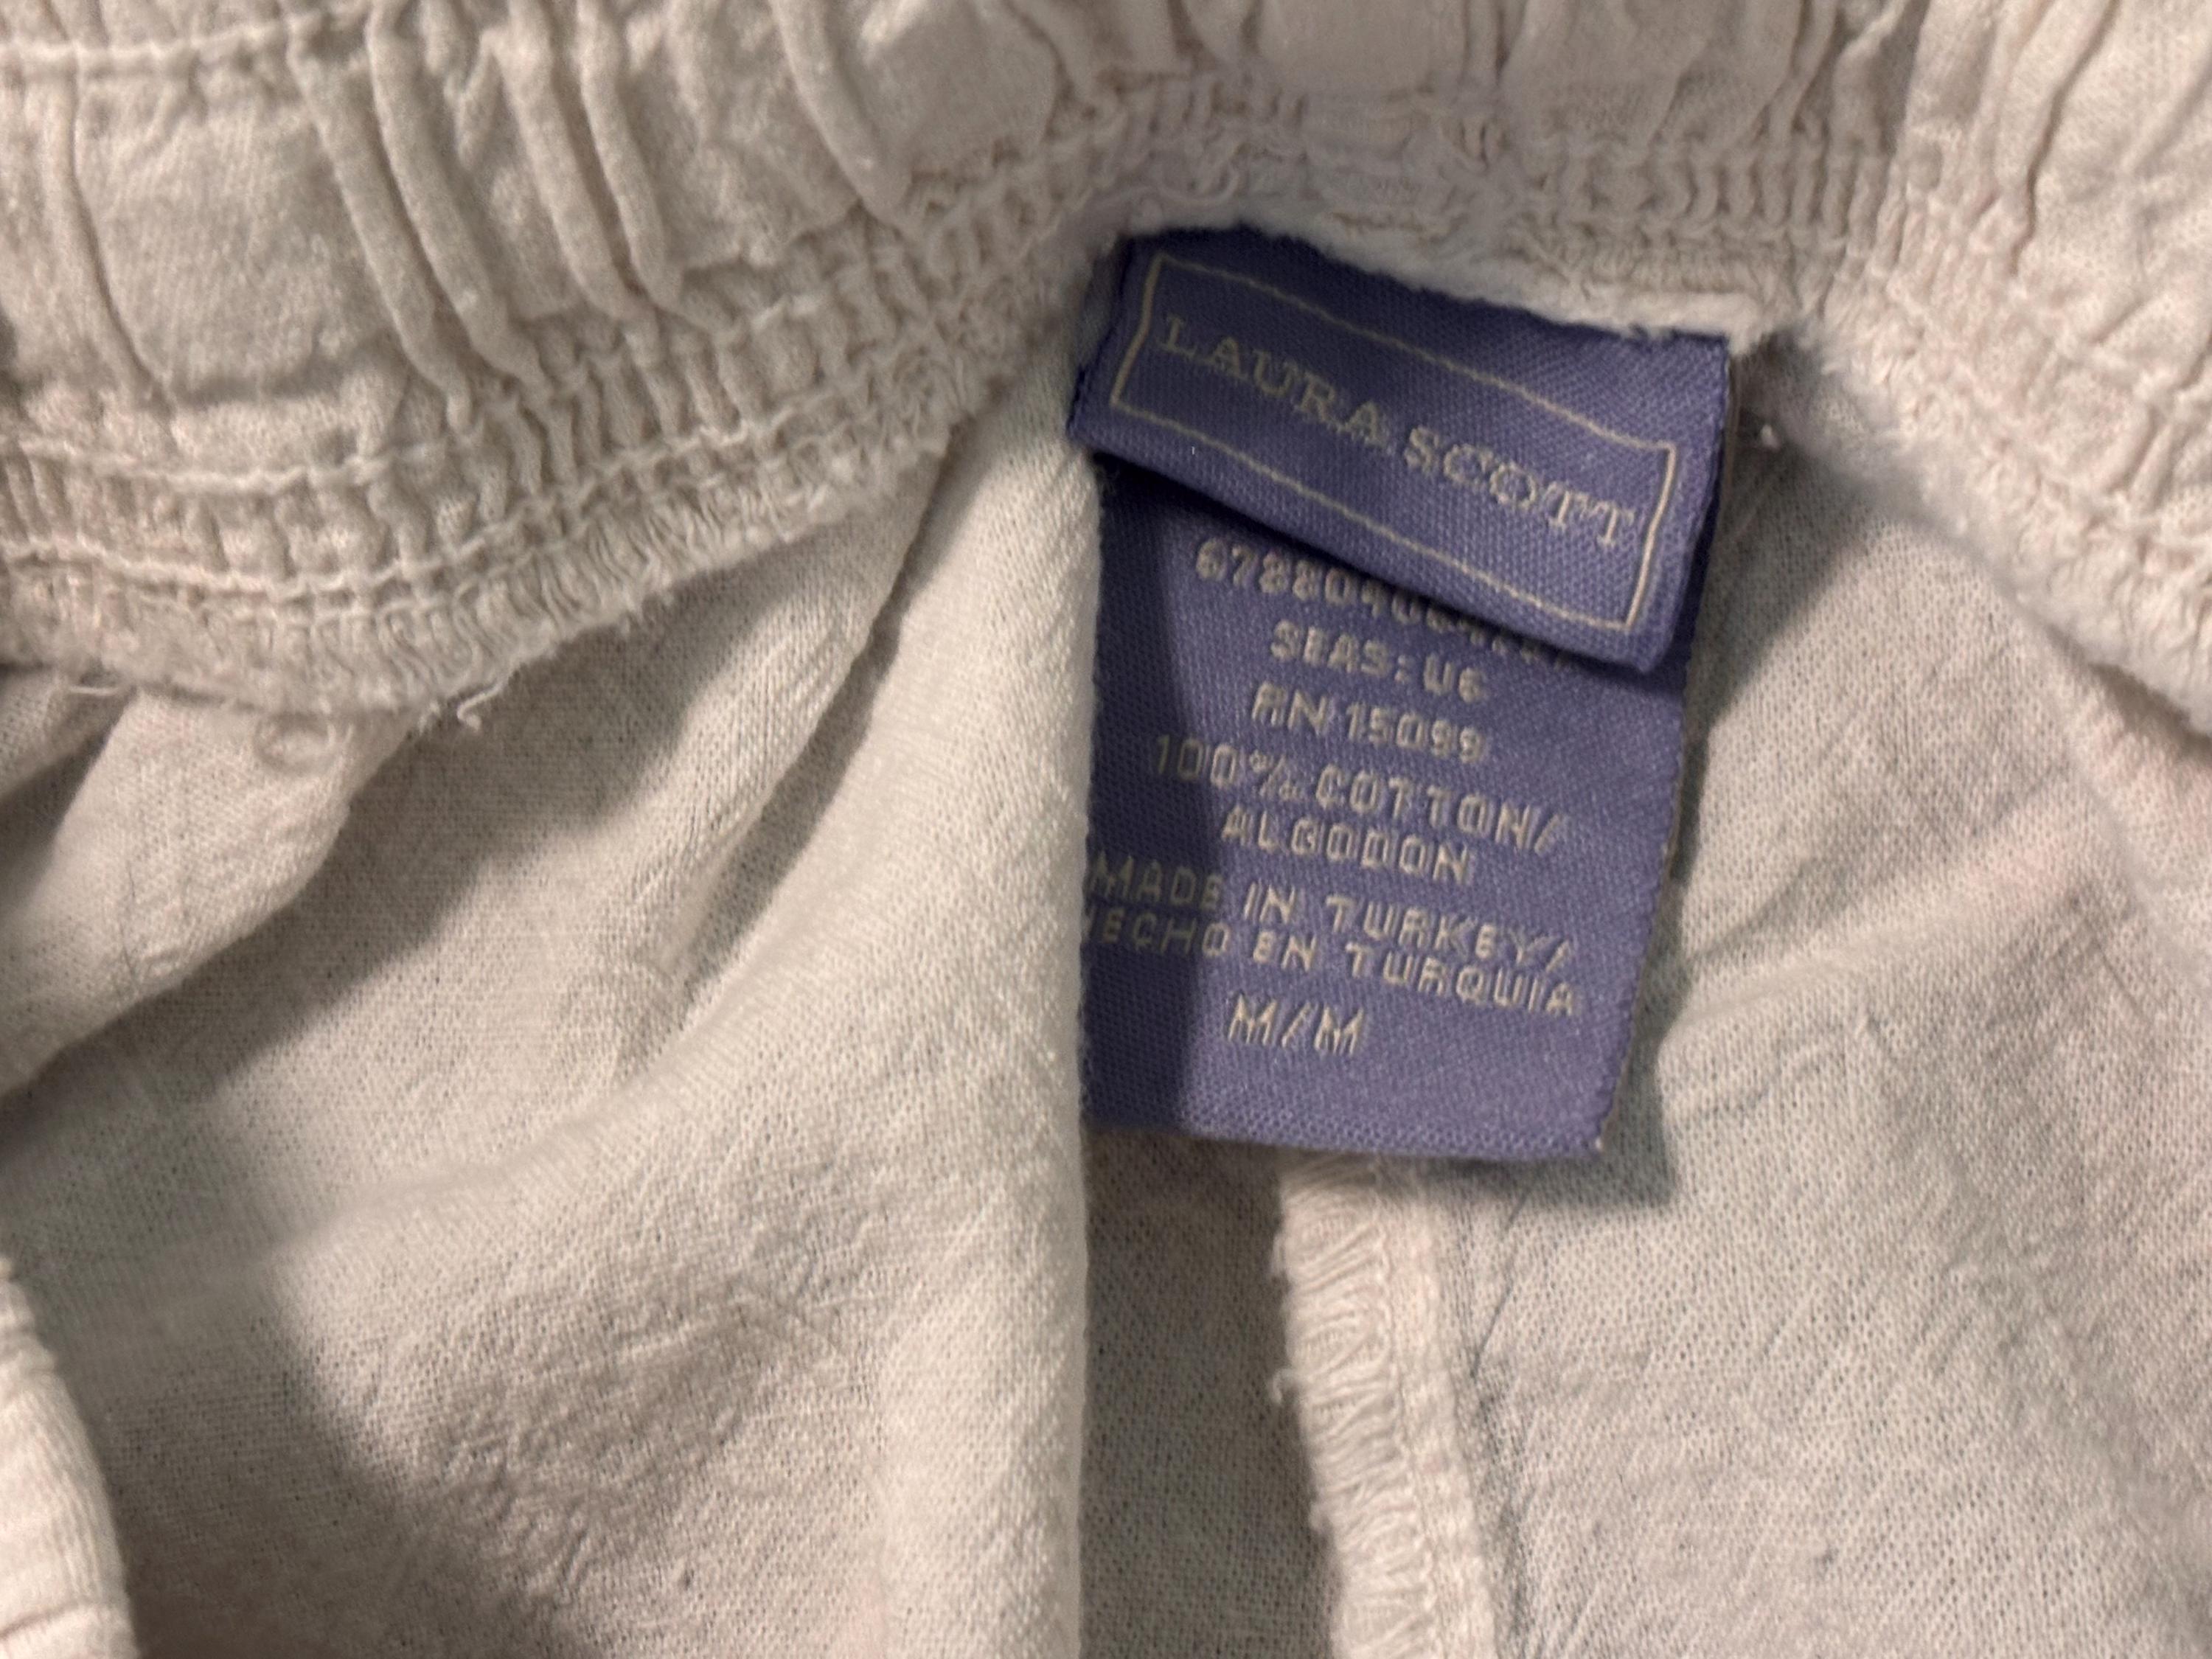 LAURA SCOTT
SEAS: U6
RN 15099
100% COTTON/
ALGODON
MADE IN TURKEY/
HECHO EN TURQUIA
M/M